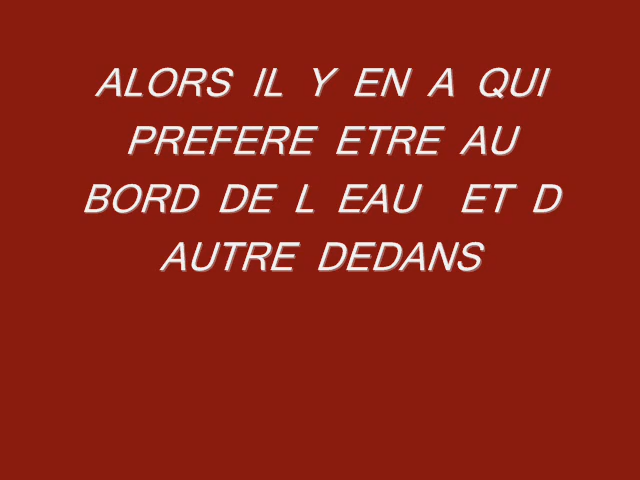 ALORS IL Y EN A QUI
PREFERE ETRE AU
BORD DE L EAU ET D
AUTRE DEDANS